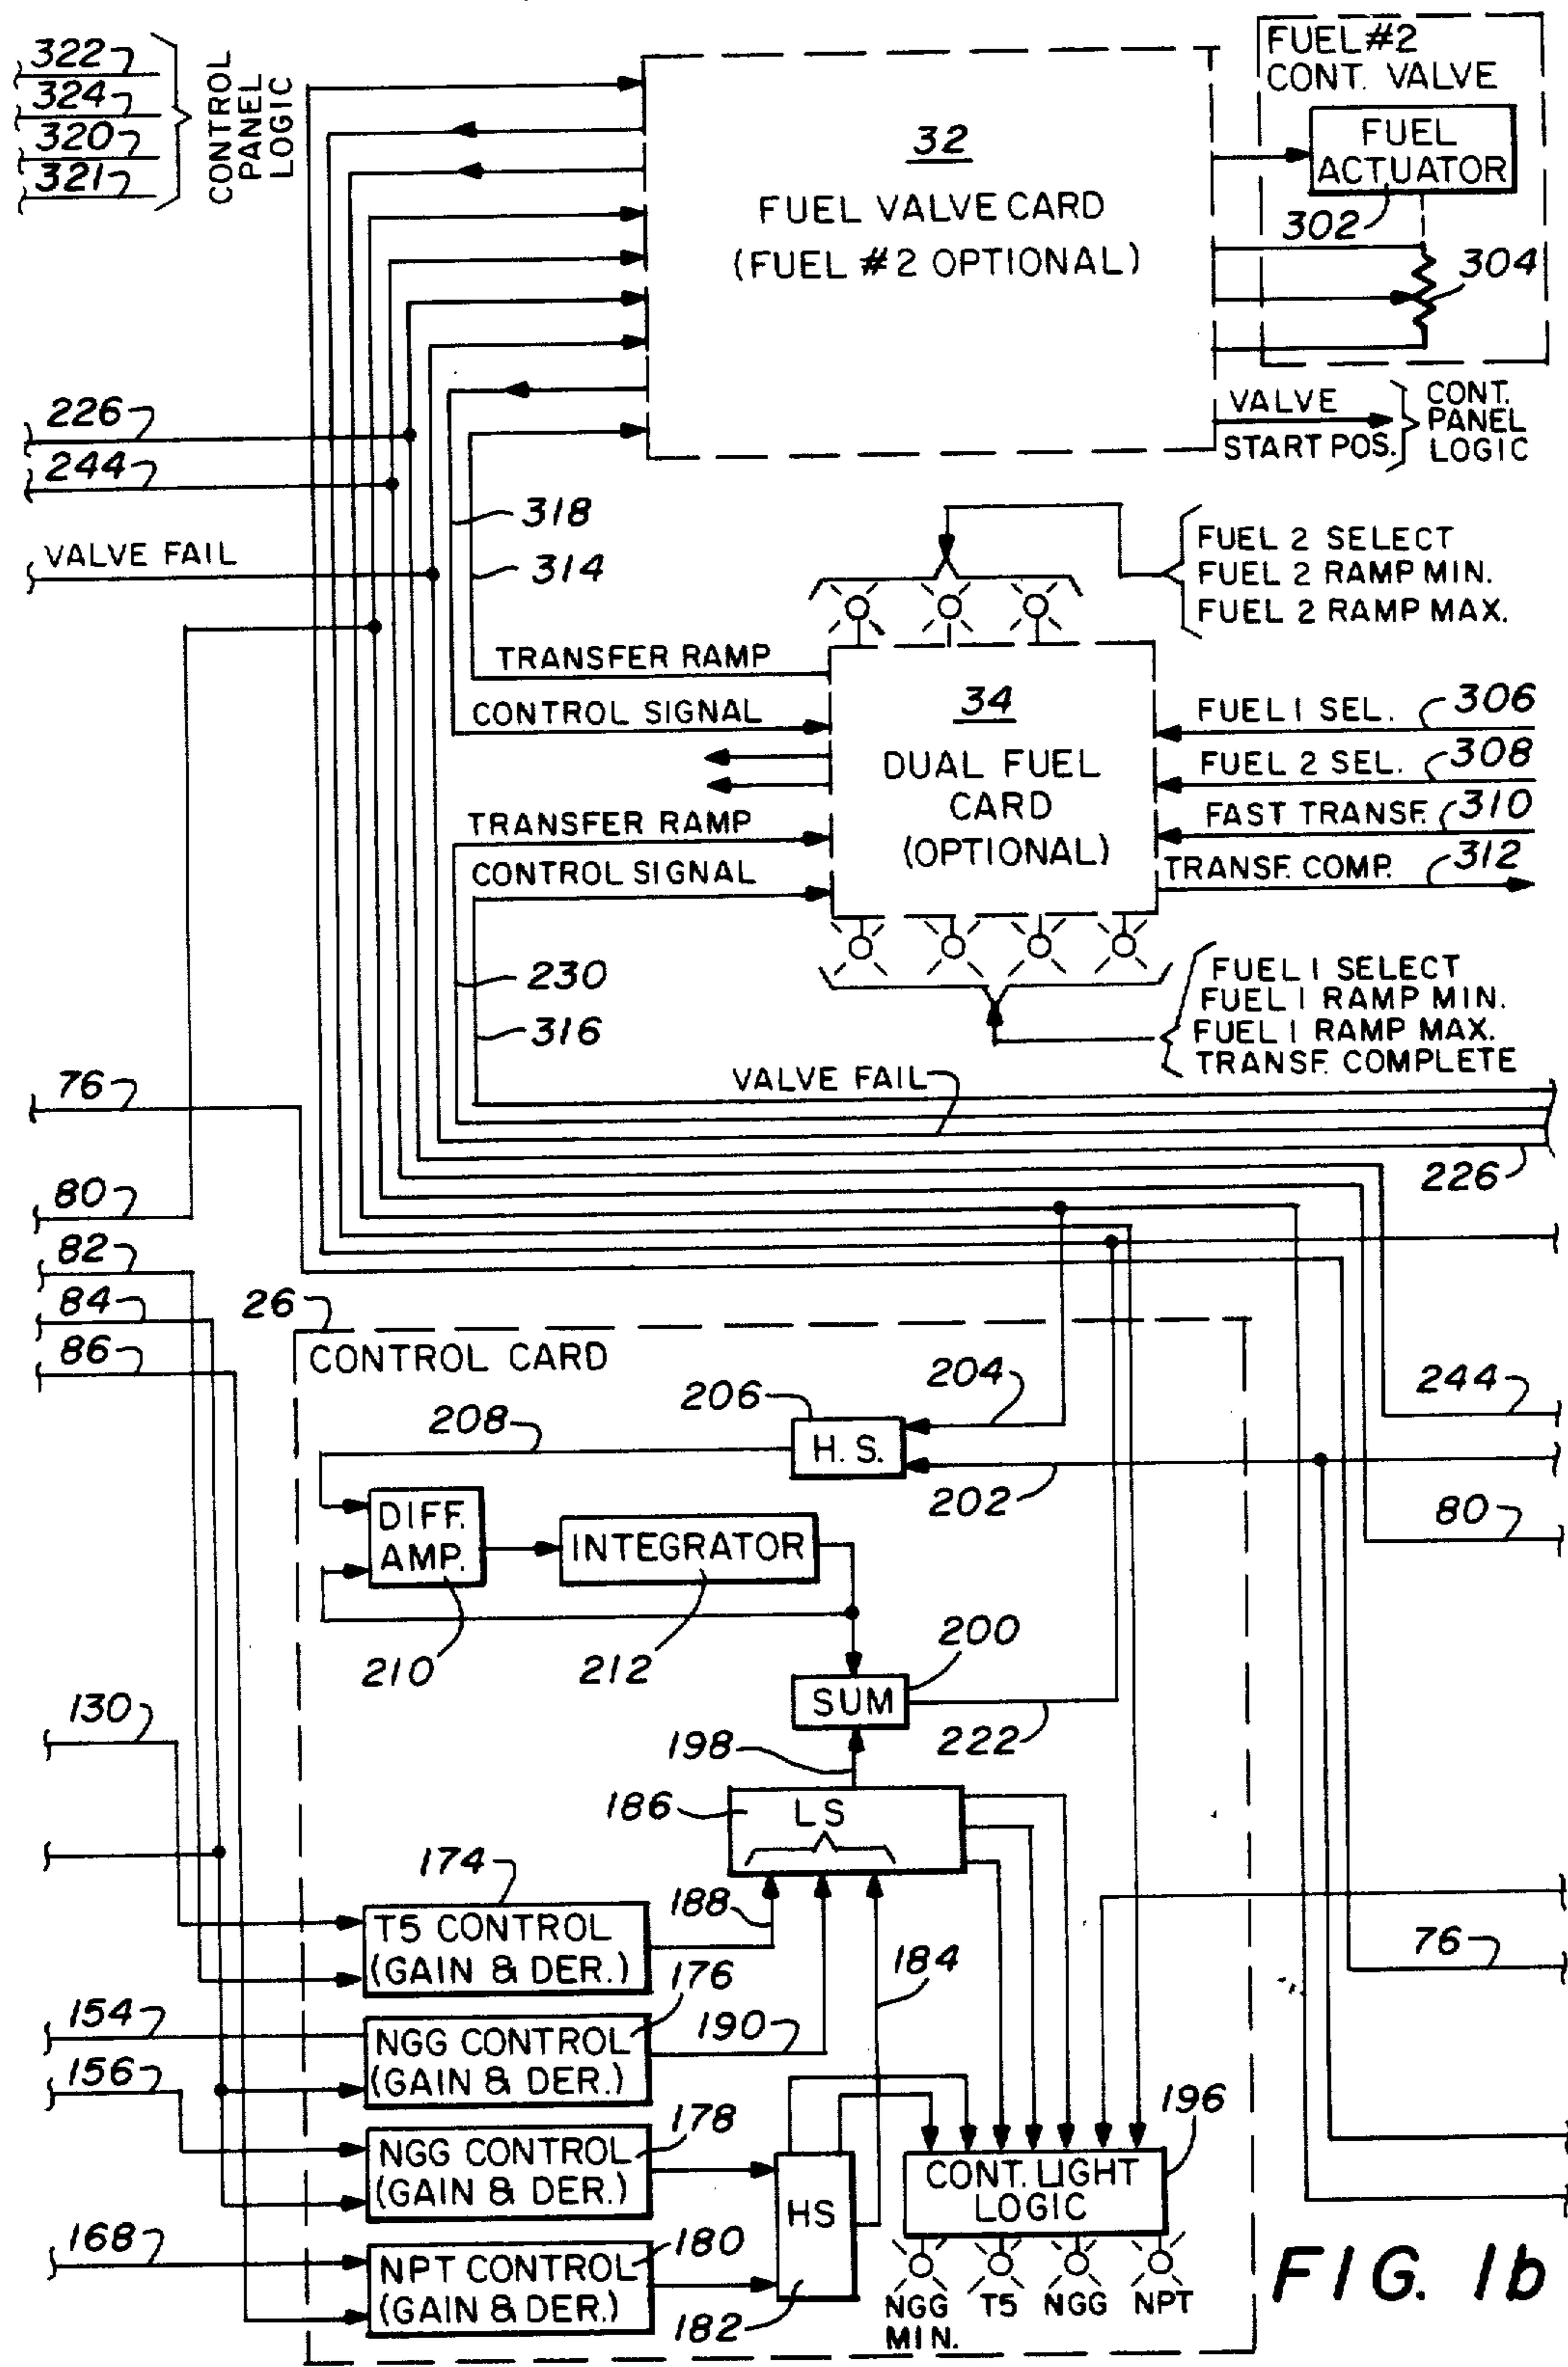 322
324
320
321
CONTROL
PANEL
LOGIC
32
FUEL VALVE CARD
(FUEL #2 OPTIONAL)
FUEL #2
CONT. VALVE
FUEL
ACTUATOR
302
304
VALVE
START POS.
CONT.
PANEL
LOGIC
226
244
VALVE FAIL
318
314
FUEL 2 SELECT
FUEL 2 RAMP MIN.
FUEL 2 RAMP MAX.
TRANSFER RAMP
CONTROL SIGNAL
34
DUAL FUEL
CARD
(OPTIONAL)
FUEL 1 SEL. 306
FUEL 2 SEL. 308
FAST TRANSF. 310
TRANSF. COMP. 312
TRANSFER RAMP
CONTROL SIGNAL
230
316
FUEL 1 SELECT
FUEL 1 RAMP MIN.
FUEL 1 RAMP MAX.
TRANSF. COMPLETE
VALVE FAIL
76
80
226
82
84
86
26
CONTROL CARD
204
206
208
H. S.
202
244
80
DIFF.
AMP.
INTEGRATOR
210
212
200
SUM
222
198
130
186
LS
174
188
T5 CONTROL
(GAIN & DER.)
184
76
154
176
NGG CONTROL
(GAIN & DER.)
190
156
178
NGG CONTROL
(GAIN & DER.)
196
HS
CONT. LIGHT
LOGIC
168
180
NPT CONTROL
(GAIN & DER.)
182
NGG
MIN.
T5
NGG
NPT
FIG. 1b